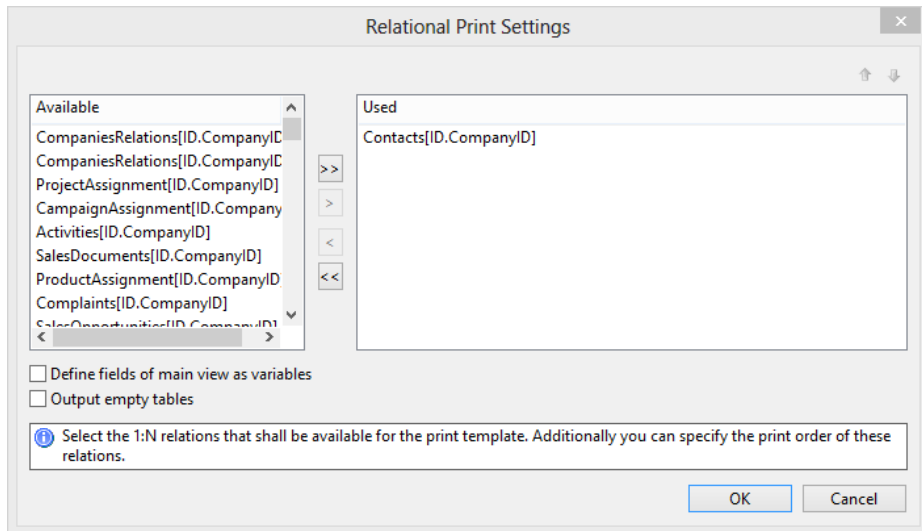 Relational Print Settings
Available
CompaniesRelations[ID.CompanyID
CompaniesRelations[ID.CompanyID
ProjectAssignment[ID.CompanyID]
CampaignAssignment[ID.Company
Activities[ID.CompanyID]
SalesDocuments[ID.CompanyID]
ProductAssignment[ID.CompanyID
Complaints[ID.CompanyID]
SalesOpportunities[ID.CompanyID]
>>
>
<
<<
Used
Contacts[ID.CompanyID]
Define fields of main view as variables
Output empty tables
Select the 1:N relations that shall be available for the print template. Additionally you can specify the print order of these
relations.
OK
Cancel